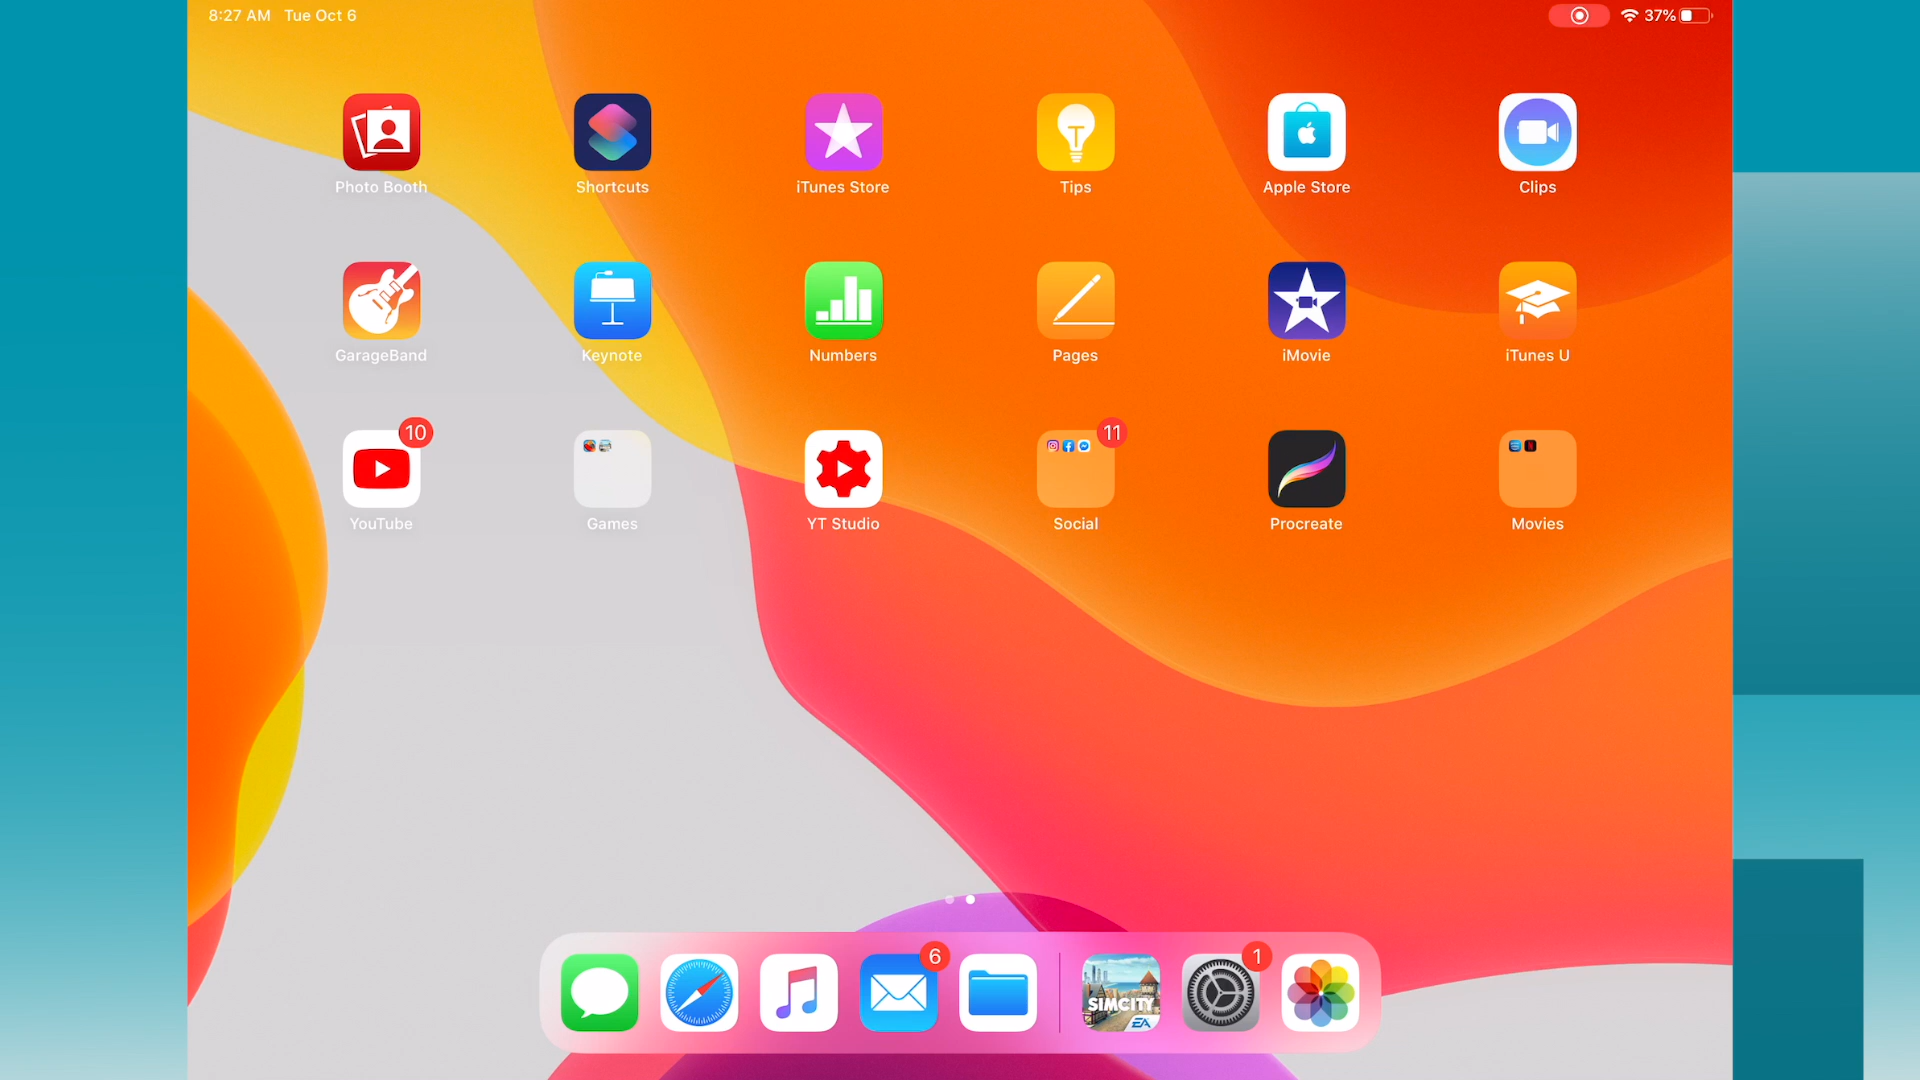 8:27 AM Tue Oct 6
37%
Photo Booth
Shortcuts
iTunes Store
Tips
Apple Store
Clips
GarageBand
Keynote
Numbers
Pages
iMovie
iTunes U
10
11
YouTube
Games
YT Studio
Social
Procreate
Movies
6
1
SIMCITY
EA